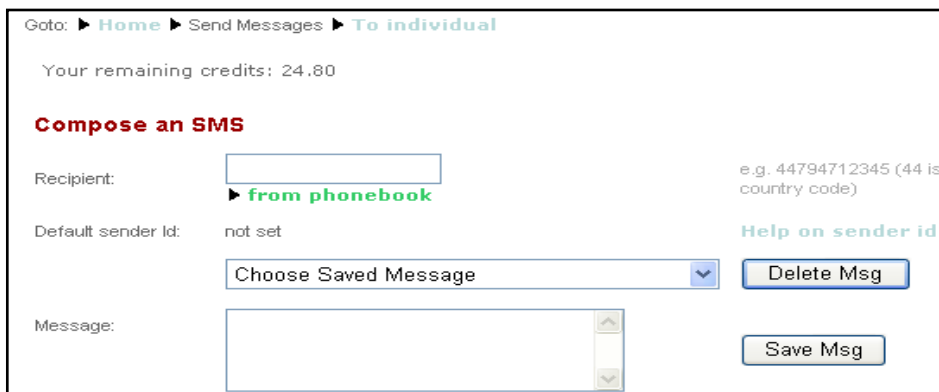 Goto: ▶ Home ▶ Send Messages ▶ To individual
Your remaining credits: 24.80
Compose an SMS
Recipient:
e.g. 44794712345 (44 is
country code)
▶ from phonebook
Default sender Id: not set Help on sender id
Choose Saved Message Delete Msg
Message:
Save Msg